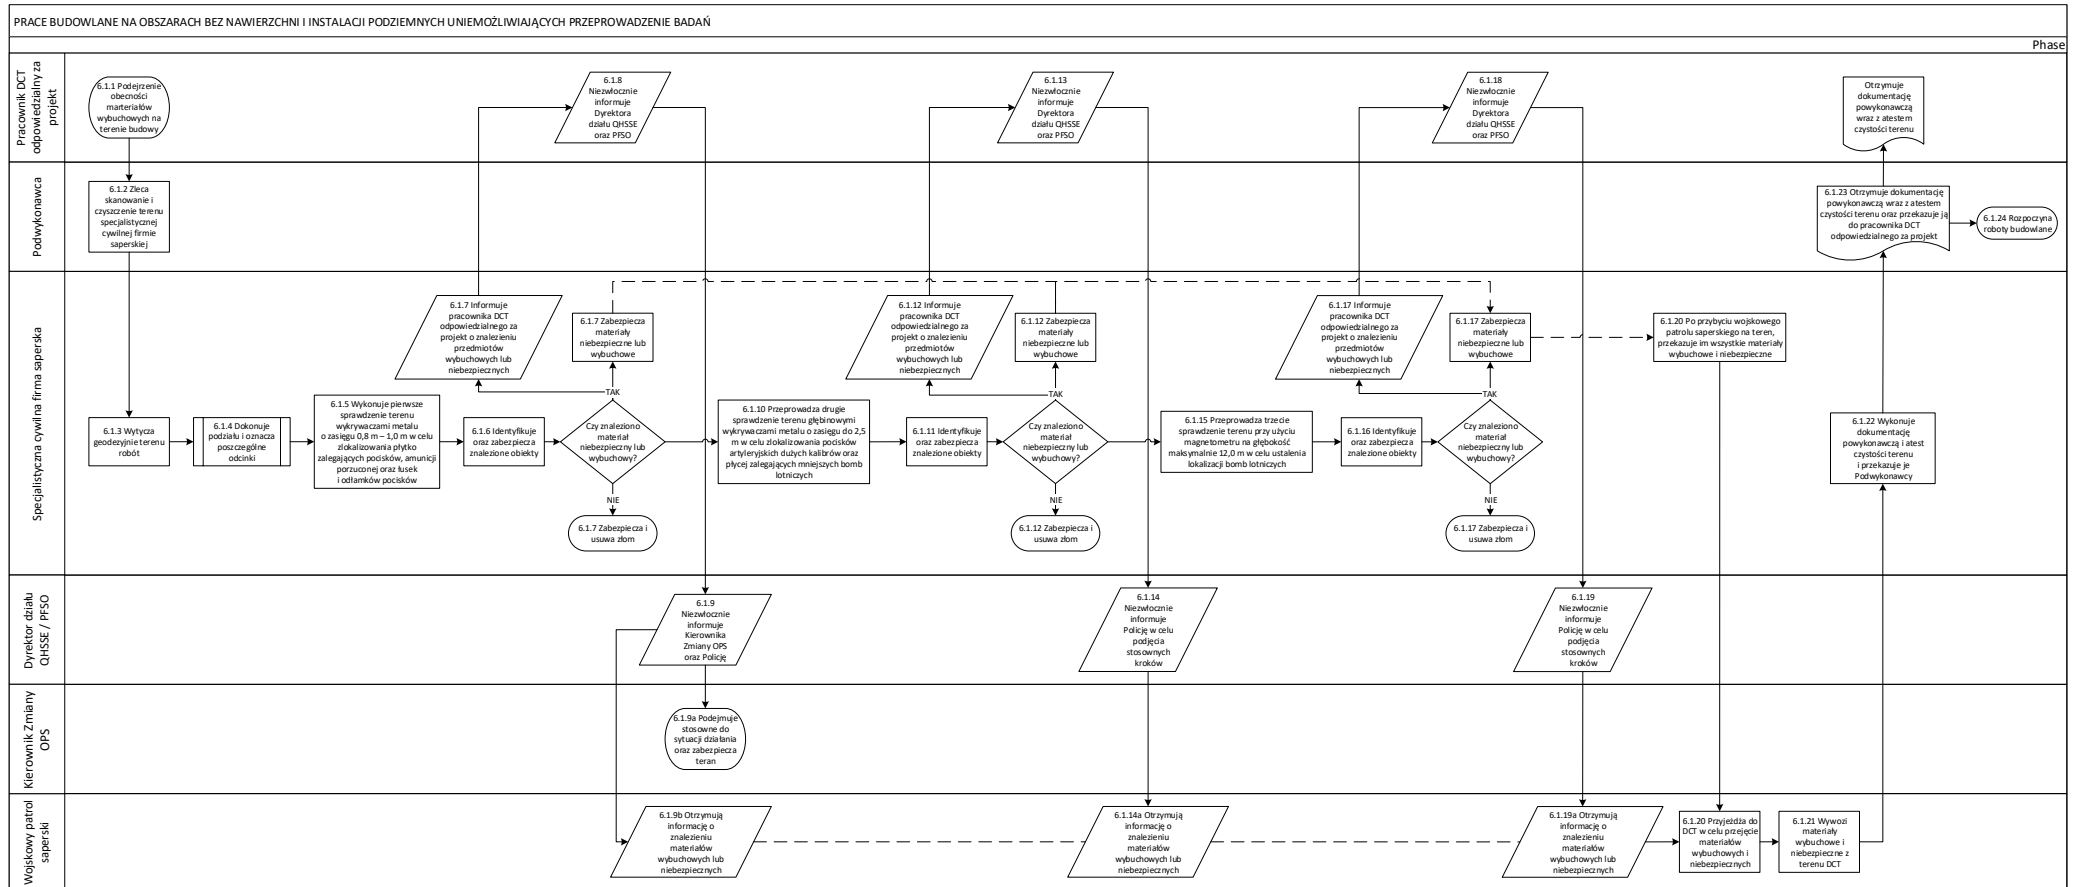 PRACE BUDOWLANE NA OBSZARACH BEZ NAWIERZCHNI I INSTALACJI PODZIEMNYCH UNIEMOŻLIWIAJĄCYCH PRZEPROWADZENIE BADAŃ
Phase
Pracownik DCT
odpowiedzialny za
projekt
6.1.1 Podejrzenie
obecności
marteriałów
wybuchowych na
terenie budowy
6.1.8
Niezwłocznie
informuje
Dyrektora
działu QHSSE
oraz PFSO
6.1.13
Niezwłocznie
informuje
Dyrektora
działu QHSSE
oraz PFSO
6.1.18
Niezwłocznie
informuje
Dyrektora
działu QHSSE
oraz PFSO
Otrzymuje
dokumentację
powykonawczą
wraz z atestem
czystości terenu
Podwykonawca
6.1.2 Zleca
skanowanie i
czyszczenie terenu
specjalistycznej
cywilnej firmie
saperskiej
6.1.23 Otrzymuje dokumentację
powykonawczą wraz z atestem
czystości terenu oraz przekazuje ją
do pracownika DCT
odpowiedzialnego za projekt
6.1.24 Rozpoczyna
roboty budowlane
Specjalistyczna cywilna firma saperska
6.1.7 Informuje
pracownika DCT
odpowiedzialnego za
projekt o znalezieniu
przedmiotów
wybuchowych lub
niebezpiecznych
6.1.7 Zabezpiecza
materiały
niebezpieczne lub
wybuchowe
6.1.12 Informuje
pracownika DCT
odpowiedzialnego za
projekt o znalezieniu
przedmiotów
wybuchowych lub
niebezpiecznych
6.1.12 Zabezpiecza
materiały
niebezpieczne lub
wybuchowe
6.1.17 Informuje
pracownika DCT
odpowiedzialnego za
projekt o znalezieniu
przedmiotów
wybuchowych lub
niebezpiecznych
6.1.17 Zabezpiecza
materiały
niebezpieczne lub
wybuchowe
6.1.20 Po przybyciu wojskowego
patrolu saperskiego na teren,
przekazuje im wszystkie materiały
wybuchowe i niebezpieczne
TAK
TAK
TAK
6.1.3 Wytycza
geodezyjnie terenu
robót
6.1.4 Dokonuje
podziału i oznacza
poszczególne
odcinki
6.1.5 Wykonuje pierwsze
sprawdzenie terenu
wykrywaczami metalu
o zasięgu 0,8 m – 1,0 m w celu
zlokalizowania płytko
zalegających pocisków, amunicji
porzuconej oraz łusek
i odłamków pocisków
6.1.6 Identyfikuje
oraz zabezpiecza
znalezione obiekty
Czy znaleziono
materiał
niebezpieczny lub
wybuchowy?
6.1.10 Przeprowadza drugie
sprawdzenie terenu głębinowymi
wykrywaczami metalu o zasięgu do 2,5
m w celu zlokalizowania pocisków
artyleryjskich dużych kalibrów oraz
płycej zalegających mniejszych bomb
lotniczych
6.1.11 Identyfikuje
oraz zabezpiecza
znalezione obiekty
Czy znaleziono
materiał
niebezpieczny lub
wybuchowy?
6.1.15 Przeprowadza trzecie
sprawdzenie terenu przy użyciu
magnetometru na głębokość
maksymalnie 12,0 m w celu ustalenia
lokalizacji bomb lotniczych
6.1.16 Identyfikuje
oraz zabezpiecza
znalezione obiekty
Czy znaleziono
materiał
niebezpieczny lub
wybuchowy?
6.1.22 Wykonuje
dokumentację
powykonawczą i atest
czystości terenu
i przekazuje je
Podwykonawcy
NIE
NIE
NIE
6.1.7 Zabezpiecza i
usuwa złom
6.1.12 Zabezpiecza i
usuwa złom
6.1.17 Zabezpiecza i
usuwa złom
Dyrektor działu
QHSSE / PFSO
6.1.9
Niezwłocznie
informuje
Kierownika
Zmiany OPS
oraz Policję
6.1.14
Niezwłocznie
informuje
Policję w celu
podjęcia
stosownych
kroków
6.1.19
Niezwłocznie
informuje
Policję w celu
podjęcia
stosownych
kroków
Kierownik Zmiany
OPS
6.1.9a Podejmuje
stosowne do
sytuacji działania
oraz zabezpiecza
teran
Wojskowy patrol
saperski
6.1.9b Otrzymują
informację o
znalezieniu
materiałów
wybuchowych lub
niebezpiecznych
6.1.14a Otrzymują
informację o
znalezieniu
materiałów
wybuchowych lub
niebezpiecznych
6.1.19a Otrzymują
informację o
znalezieniu
materiałów
wybuchowych lub
niebezpiecznych
6.1.20 Przyjeżdża do
DCT w celu przejęcie
materiałów
wybuchowych i
niebezpiecznych
6.1.21 Wywozi
materiały
wybuchowe i
niebezpieczne z
terenu DCT